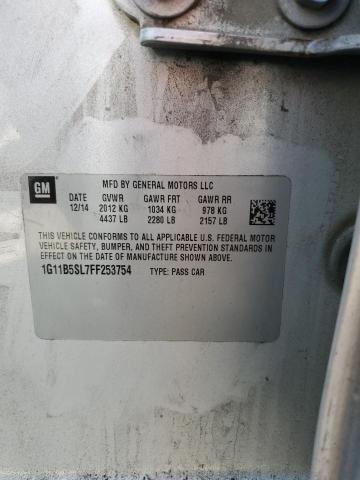 GM
MFD BY GENERAL MOTORS LLC
DATE GVWR GAWR FRT GAWR RR
12/14 2012 KG 1034 KG 978 KG
4437 LB 2280 LB 2157 LB
THIS VEHICLE CONFORMS TO ALL APPLICABLE U.S. FEDERAL MOTOR
VEHICLE SAFETY, BUMPER, AND THEFT PREVENTION STANDARDS
IN EFFECT ON THE DATE OF MANUFACTURE SHOWN ABOVE.
1G11B5SL7FF253754 TYPE: PASS CAR